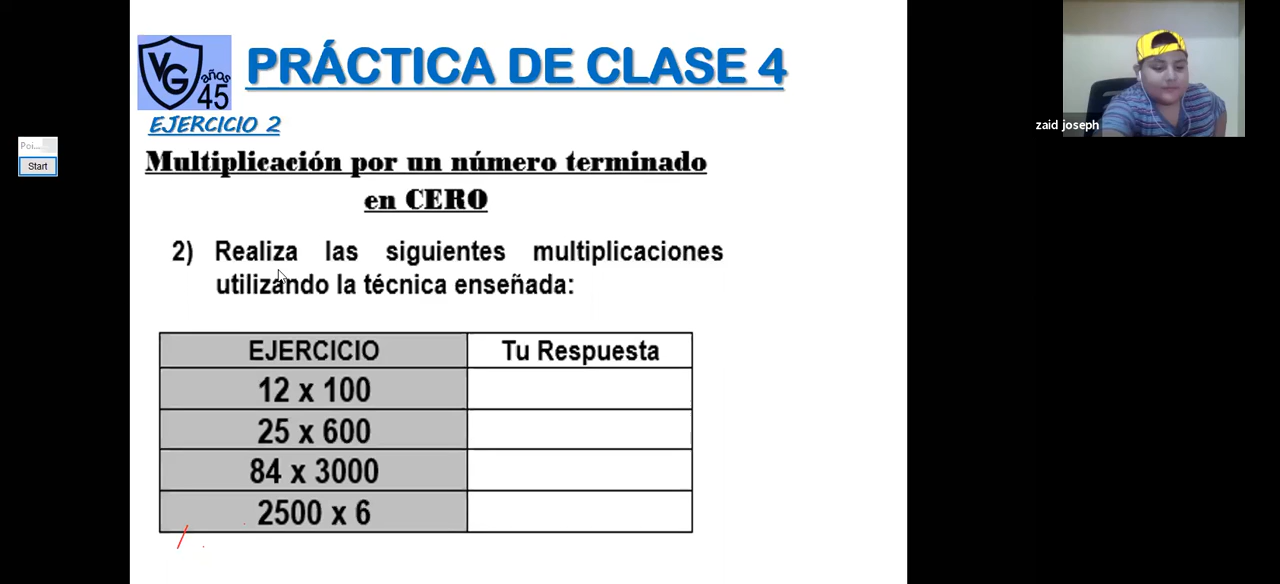 VG
años
45
PRÁCTICA DE CLASE 4
EJERCICIO 2
zaid joseph
Poi....
Start
Multiplicación por un número terminado
en CERO
2) Realiza las siguientes multiplicaciones
utilizando la técnica enseñada:
EJERCICIO Tu Respuesta
12 x 100
25 x 600
84 x 3000
2500 x 6